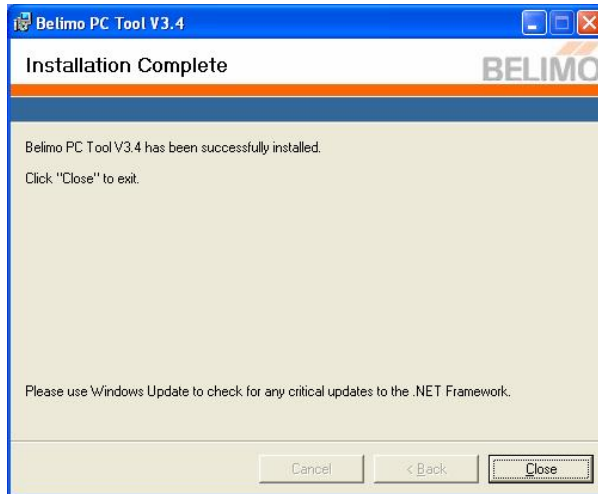 Belimo PC Tool V3.4
Installation Complete
BELIMO
Belimo PC Tool V3.4 has been successfully installed.
Click "Close" to exit.
Please use Windows Update to check for any critical updates to the .NET Framework.
Cancel
< Back
Close